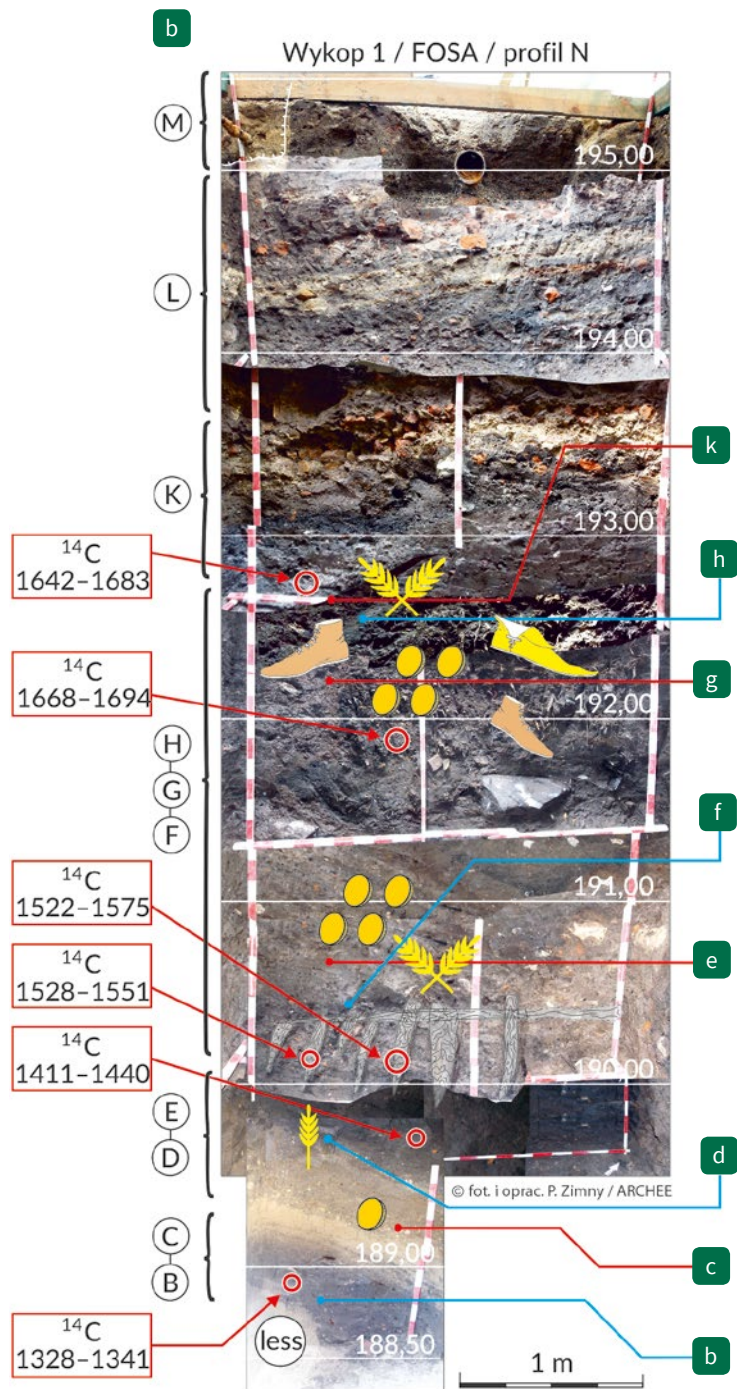 b
Wykop 1 / FOSA / profil N
M
195,00
L
194,00
k
K
193,00
14C
1642–1683
h
14C
1668–1694
g
192,00
H
G
F
f
191,00
14C
1522–1575
e
14C
1528–1551
14C
1411–1440
190,00
E
D
d
© fot. i oprac. P. Zimny / ARCHEE
C
189,00
c
B
14C
1328–1341
less
188,50
b
1 m